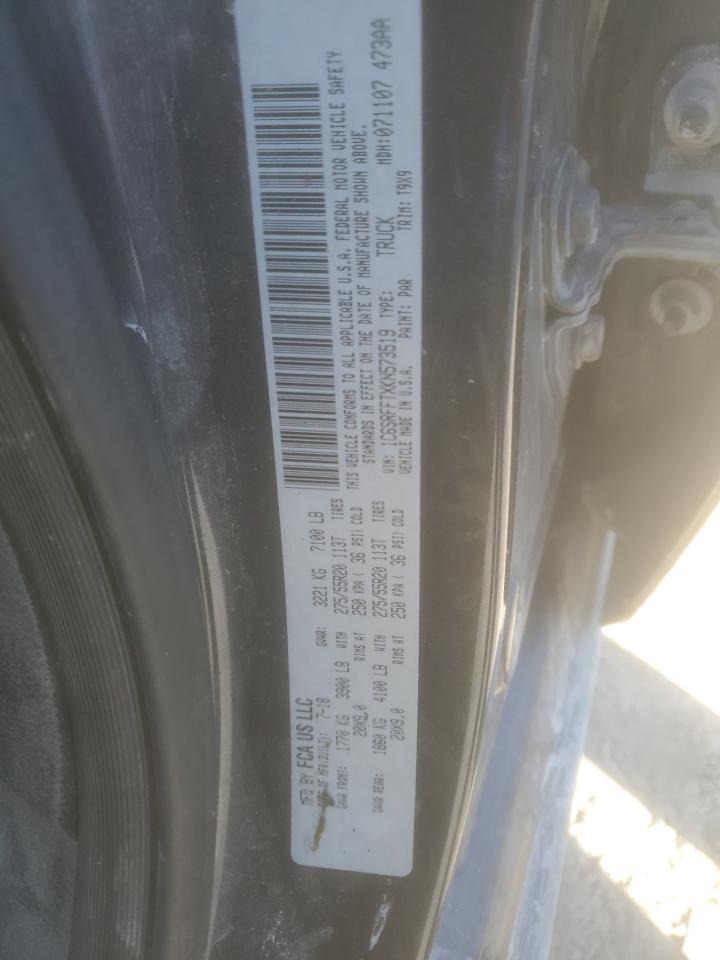 MFD BY FCA US LLC
DATE OF MFR(BUILT): 7-18 GVWR: 3221 KG 7100 LB
GAWR FRONT: 1770 KG 3900 LB WITH 275/55R20 113T TIRES
20X9.0 RIMS AT 250 KPA ( 36 PSI) COLD
GAWR REAR: 1860 KG 4100 LB WITH 275/55R20 113T TIRES
20X9.0 RIMS AT 250 KPA ( 36 PSI) COLD
THIS VEHICLE CONFORMS TO ALL APPLICABLE U.S.A. FEDERAL MOTOR VEHICLE SAFETY
STANDARDS IN EFFECT ON THE DATE OF MANUFACTURE SHOWN ABOVE.
VIN: 1C6SRFFTXKN573519 TYPE: TRUCK MDH: 071107 473AA
VEHICLE MADE IN U.S.A. PAINT: PAR TRIM: T9X9